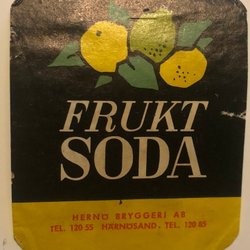 FRUKT
SODA
HERNÖ BRYGGERI AB
TEL. 120 55 HÄRNÖSAND. TEL. 120 85